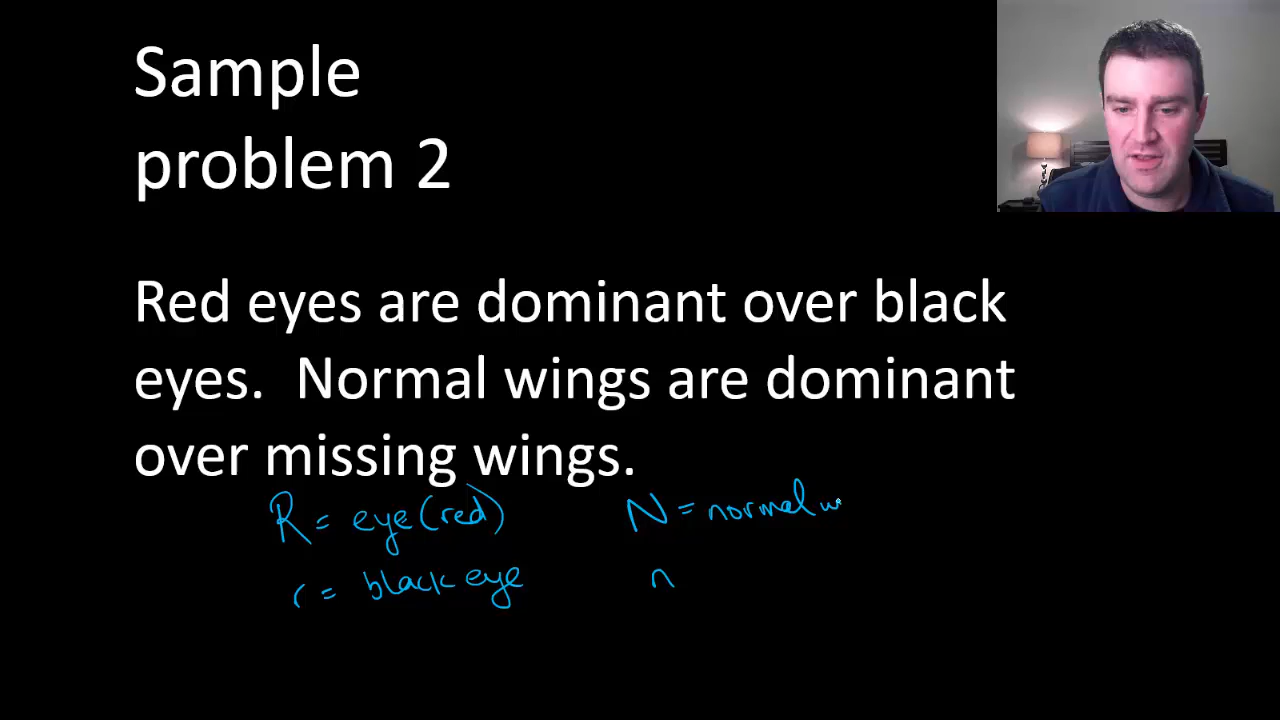 Sample
problem 2
Red eyes are dominant over black
eyes. Normal wings are dominant
over missing wings.
R = eye (red)
N = normal w
r = black eye
n